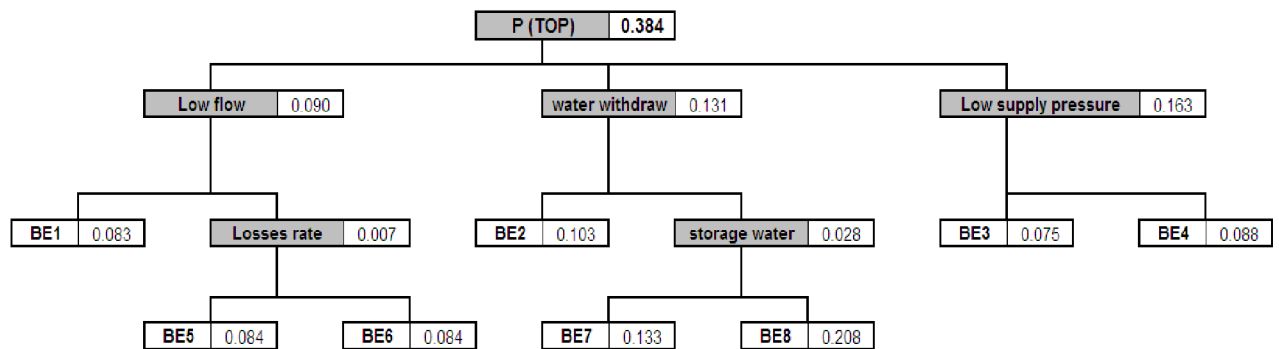 P (TOP) 0.384
Low flow 0.090 water withdraw 0.131 Low supply pressure 0.163
BE1 0.083 Losses rate 0.007 BE2 0.103 storage water 0.028 BE3 0.075 BE4 0.088
BE5 0.084 BE6 0.084 BE7 0.133 BE8 0.208